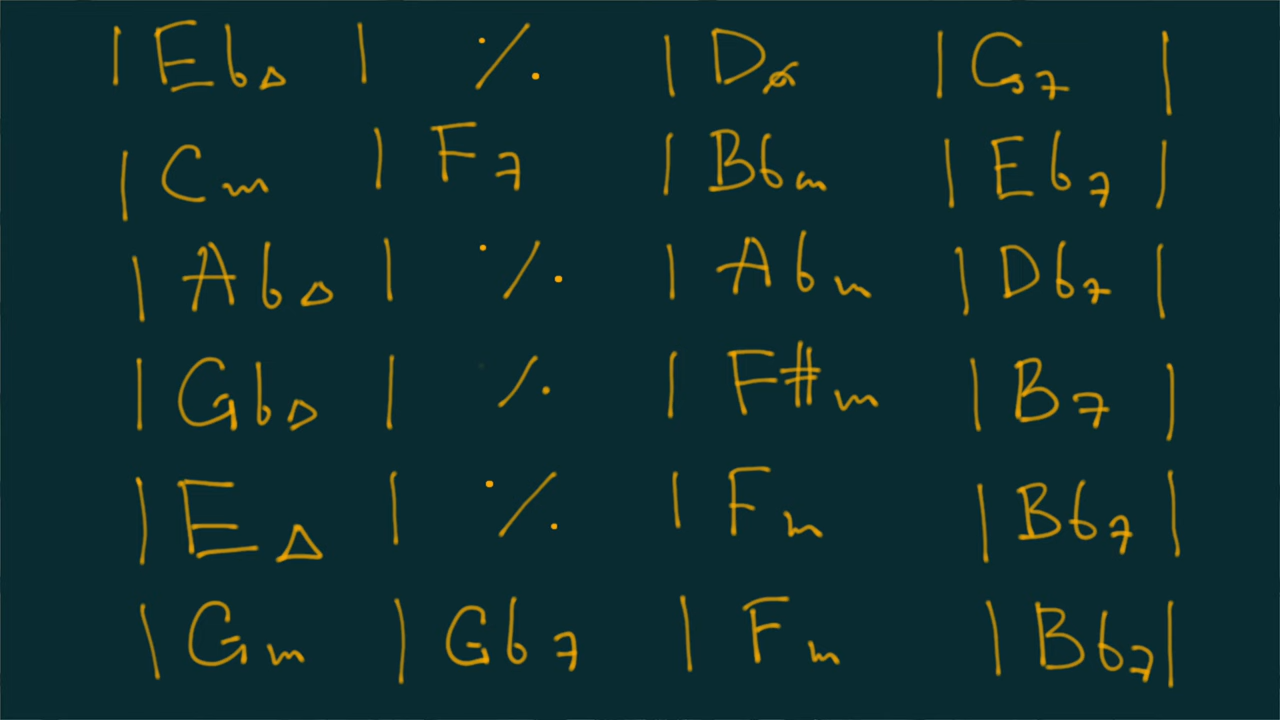 | Eb△ | ٪ | Dø | G7 |
| Cm | F7 | Bbm | Eb7 |
| Ab△ | ٪ | Abm | Db7 |
| Gb△ | ٪ | F#m | B7 |
| E△ | ٪ | Fm | Bb7 |
| Gm | Gb7 | Fm | Bb7 |